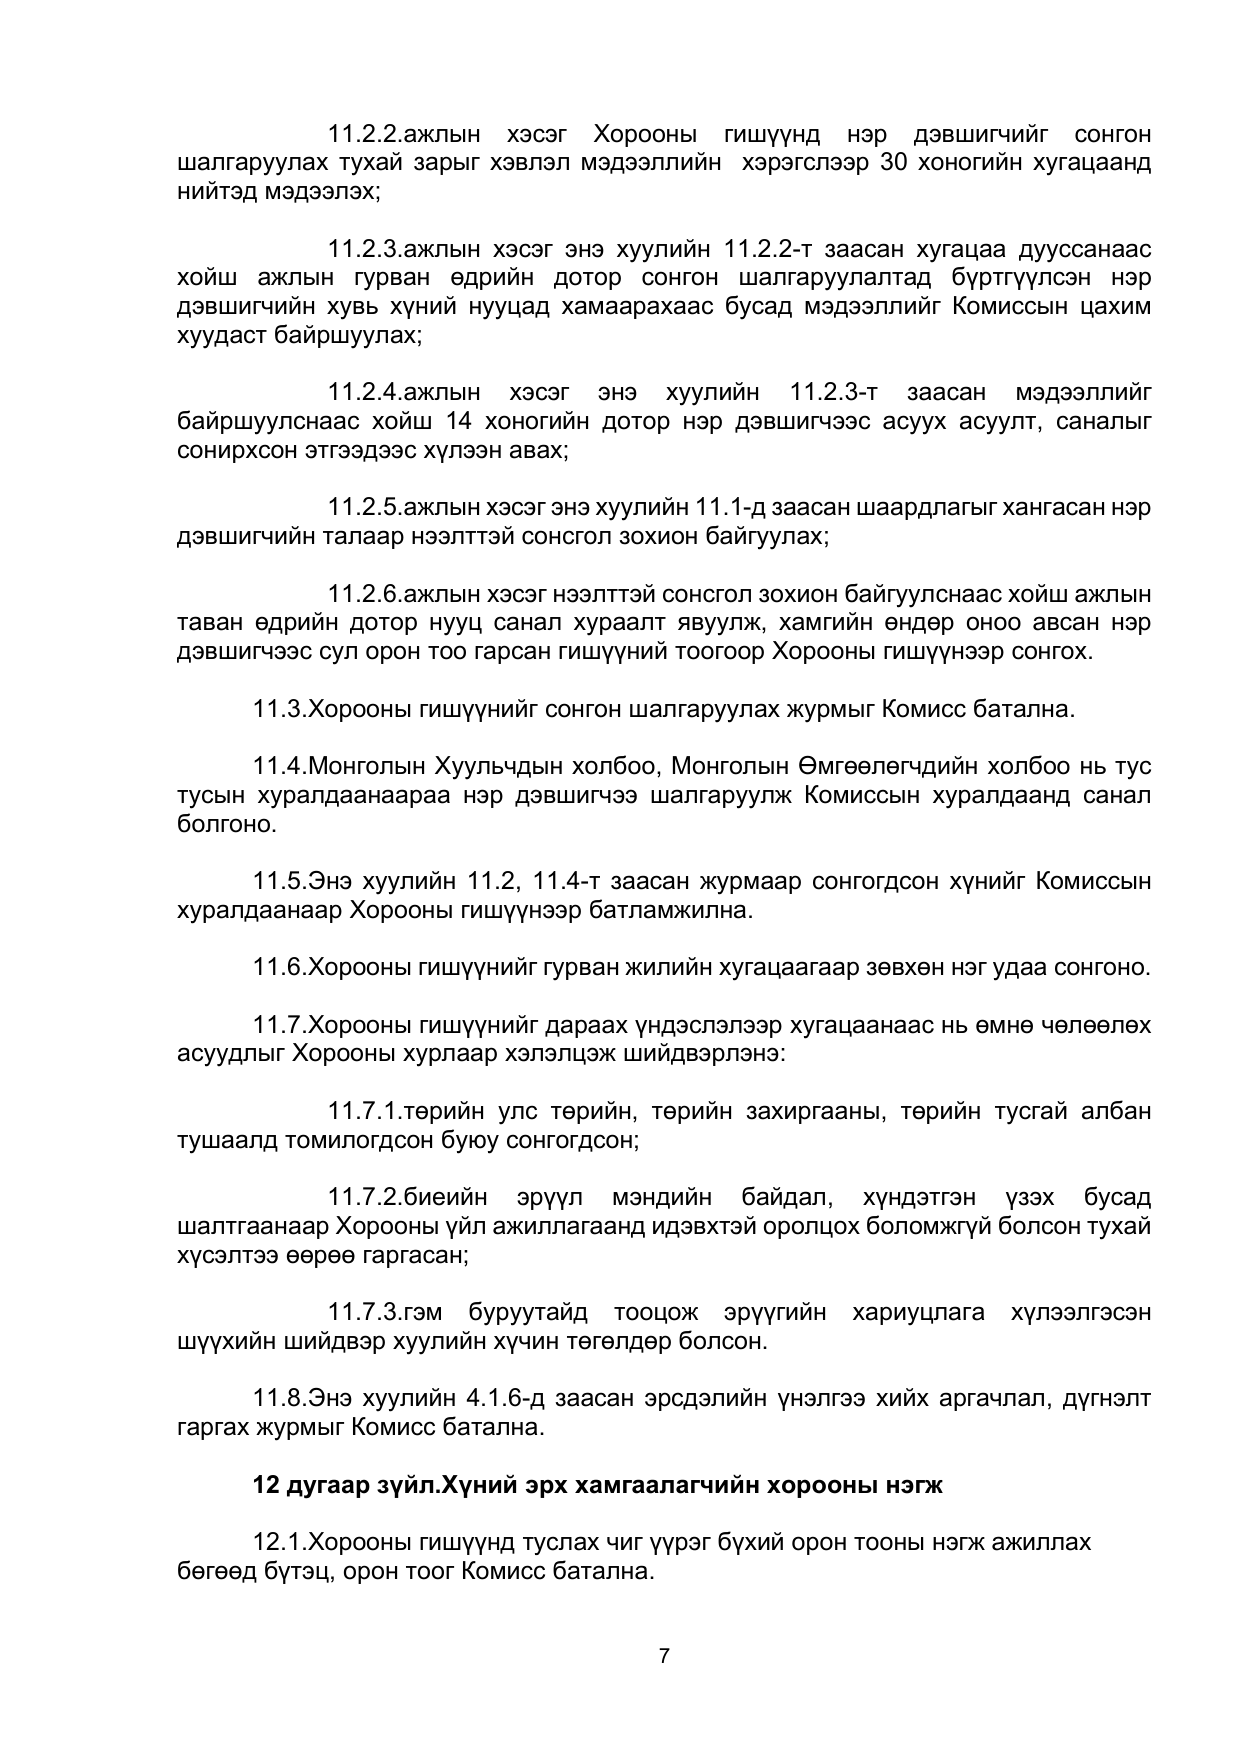 11.2.2.ажлын хэсэг Хорооны гишүүнд нэр дэвшигчийг сонгон
шалгаруулах тухай зарыг хэвлэл мэдээллийн хэрэгслээр 30 хоногийн хугацаанд
нийтэд мэдээлэх;
11.2.3.ажлын хэсэг энэ хуулийн 11.2.2-т заасан хугацаа дууссанаас
хойш ажлын гурван өдрийн дотор сонгон шалгаруулалтад бүртгүүлсэн нэр
дэвшигчийн хувь хүний нууцад хамаарахаас бусад мэдээллийг Комиссын цахим
хуудаст байршуулах;
11.2.4.ажлын хэсэг энэ хуулийн 11.2.3-т заасан мэдээллийг
байршуулснаас хойш 14 хоногийн дотор нэр дэвшигчээс асуух асуулт, саналыг
сонирхсон этгээдээс хүлээн авах;
11.2.5.ажлын хэсэг энэ хуулийн 11.1-д заасан шаардлагыг хангасан нэр
дэвшигчийн талаар нээлттэй сонсгол зохион байгуулах;
11.2.6.ажлын хэсэг нээлттэй сонсгол зохион байгуулснаас хойш ажлын
таван өдрийн дотор нууц санал хураалт явуулж, хамгийн өндөр оноо авсан нэр
дэвшигчээс сул орон тоо гарсан гишүүний тоогоор Хорооны гишүүнээр сонгох.
11.3.Хорооны гишүүнийг сонгон шалгаруулах журмыг Комисс батална.
11.4.Монголын Хуульчдын холбоо, Монголын Өмгөөлөгчдийн холбоо нь тус
тусын хуралдаанаараа нэр дэвшигчээ шалгаруулж Комиссын хуралдаанд санал
болгоно.
11.5.Энэ хуулийн 11.2, 11.4-т заасан журмаар сонгогдсон хүнийг Комиссын
хуралдаанаар Хорооны гишүүнээр батламжилна.
11.6.Хорооны гишүүнийг гурван жилийн хугацаагаар зөвхөн нэг удаа сонгоно.
11.7.Хорооны гишүүнийг дараах үндэслэлээр хугацаанаас нь өмнө чөлөөлөх
асуудлыг Хорооны хурлаар хэлэлцэж шийдвэрлэнэ:
11.7.1.төрийн улс төрийн, төрийн захиргааны, төрийн тусгай албан
тушаалд томилогдсон буюу сонгогдсон;
11.7.2.биеийн эрүүл мэндийн байдал, хүндэтгэн үзэх бусад
шалтгаанаар Хорооны үйл ажиллагаанд идэвхтэй оролцох боломжгүй болсон тухай
хүсэлтээ өөрөө гаргасан;
11.7.3.гэм буруутайд тооцож эрүүгийн хариуцлага хүлээлгэсэн
шүүхийн шийдвэр хуулийн хүчин төгөлдөр болсон.
11.8.Энэ хуулийн 4.1.6-д заасан эрсдэлийн үнэлгээ хийх аргачлал, дүгнэлт
гаргах журмыг Комисс батална.
12 дугаар зүйл.Хүний эрх хамгаалагчийн хорооны нэгж
12.1.Хорооны гишүүнд туслах чиг үүрэг бүхий орон тооны нэгж ажиллах
бөгөөд бүтэц, орон тоог Комисс батална.
7